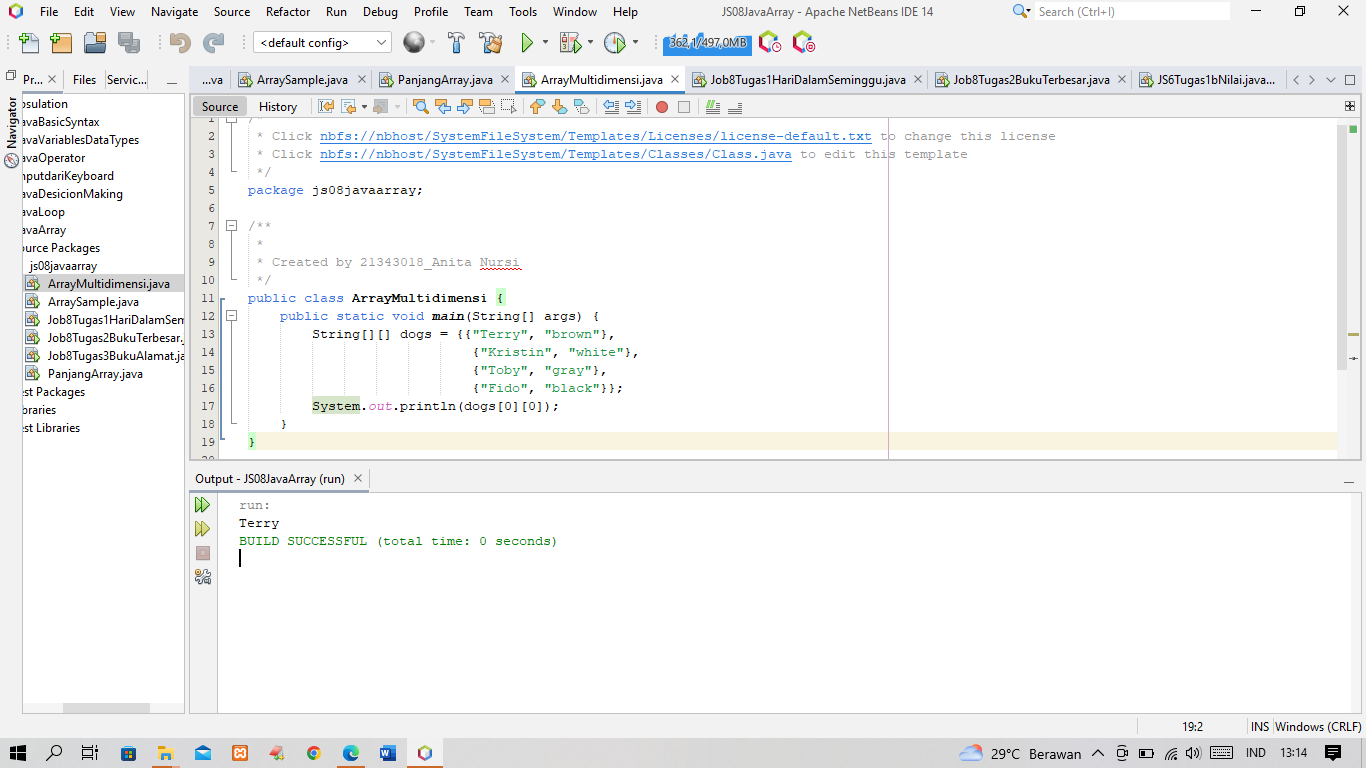 File Edit View Navigate Source Refactor Run Debug Profile Team Tools Window Help
JS08JavaArray - Apache NetBeans IDE 14
Search (Ctrl+I)
<default config>
362,1/497,0MB
Pr... Files Servic...
...va ArraySample.java PanjangArray.java ArrayMultidimensi.java Job8Tugas1HariDalamSeminggu.java Job8Tugas2BukuTerbesar.java JS6Tugas1bNilai.java...
Navigator
psulation
avaBasicSyntax
avaVariablesDataTypes
avaOperator
nputdariKeyboard
avaDesicionMaking
avaLoop
avaArray
ource Packages
js08javaarray
ArrayMultidimensi.java
ArraySample.java
Job8Tugas1HariDalamSem
Job8Tugas2BukuTerbesar.
Job8Tugas3BukuAlamat.ja
PanjangArray.java
est Packages
braries
est Libraries
Source History
1 /*
2 * Click nbfs://nbhost/SystemFileSystem/Templates/Licenses/license-default.txt to change this license
3 * Click nbfs://nbhost/SystemFileSystem/Templates/Classes/Class.java to edit this template
4 */
5 package js08javaarray;
6
7 /**
8 *
9 * Created by 21343018_Anita Nursi
10 */
11 public class ArrayMultidimensi {
12 public static void main(String[] args) {
13 String[][] dogs = {{"Terry", "brown"},
14 {"Kristin", "white"},
15 {"Toby", "gray"},
16 {"Fido", "black"}};
17 System.out.println(dogs[0][0]);
18 }
19 }
20
Output - JS08JavaArray (run)
run:
Terry
BUILD SUCCESSFUL (total time: 0 seconds)
19:2 INS Windows (CRLF)
29°C Berawan IND 13:14